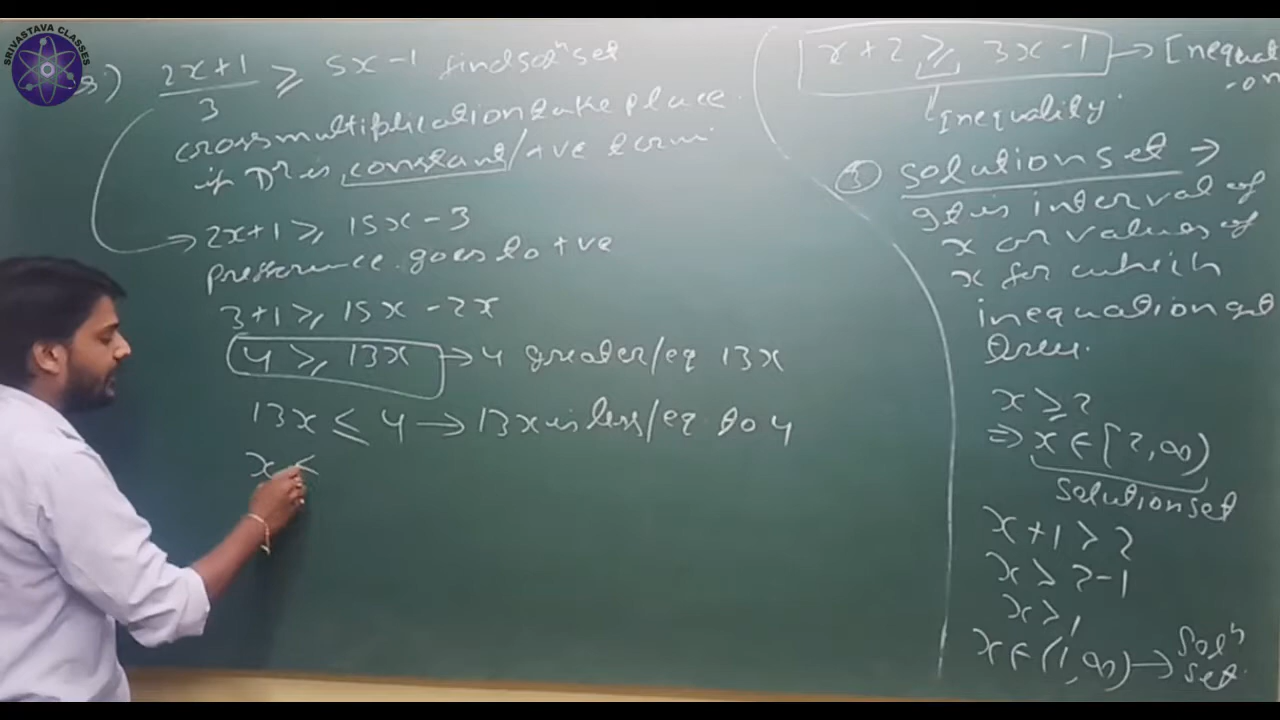 SRIVASTAVA CLASSES
2x+1/3 ≥ 5x-1 find solⁿ set
cross multiplication take place
if Dr is constant/+ve term
2x+1 ≥ 15x-3
goes to +ve
3+1 ≥ 15x-2x
4 ≥ 13x → 4 greater/eq 13x
13x ≤ 4 → 13x is less/eq to 4
x ≤
x+2 ≥ 3x-1 → [Inequati
-on
Inequality
③ solution set →
It is interval of
x or values of
x for which
inequation get
x ≥ 2
⇒ x ∈ [2,∞)
solution set
x+1 > 2
x > 2-1
x > 1
x ∈ (1,∞) → Solⁿ
set.